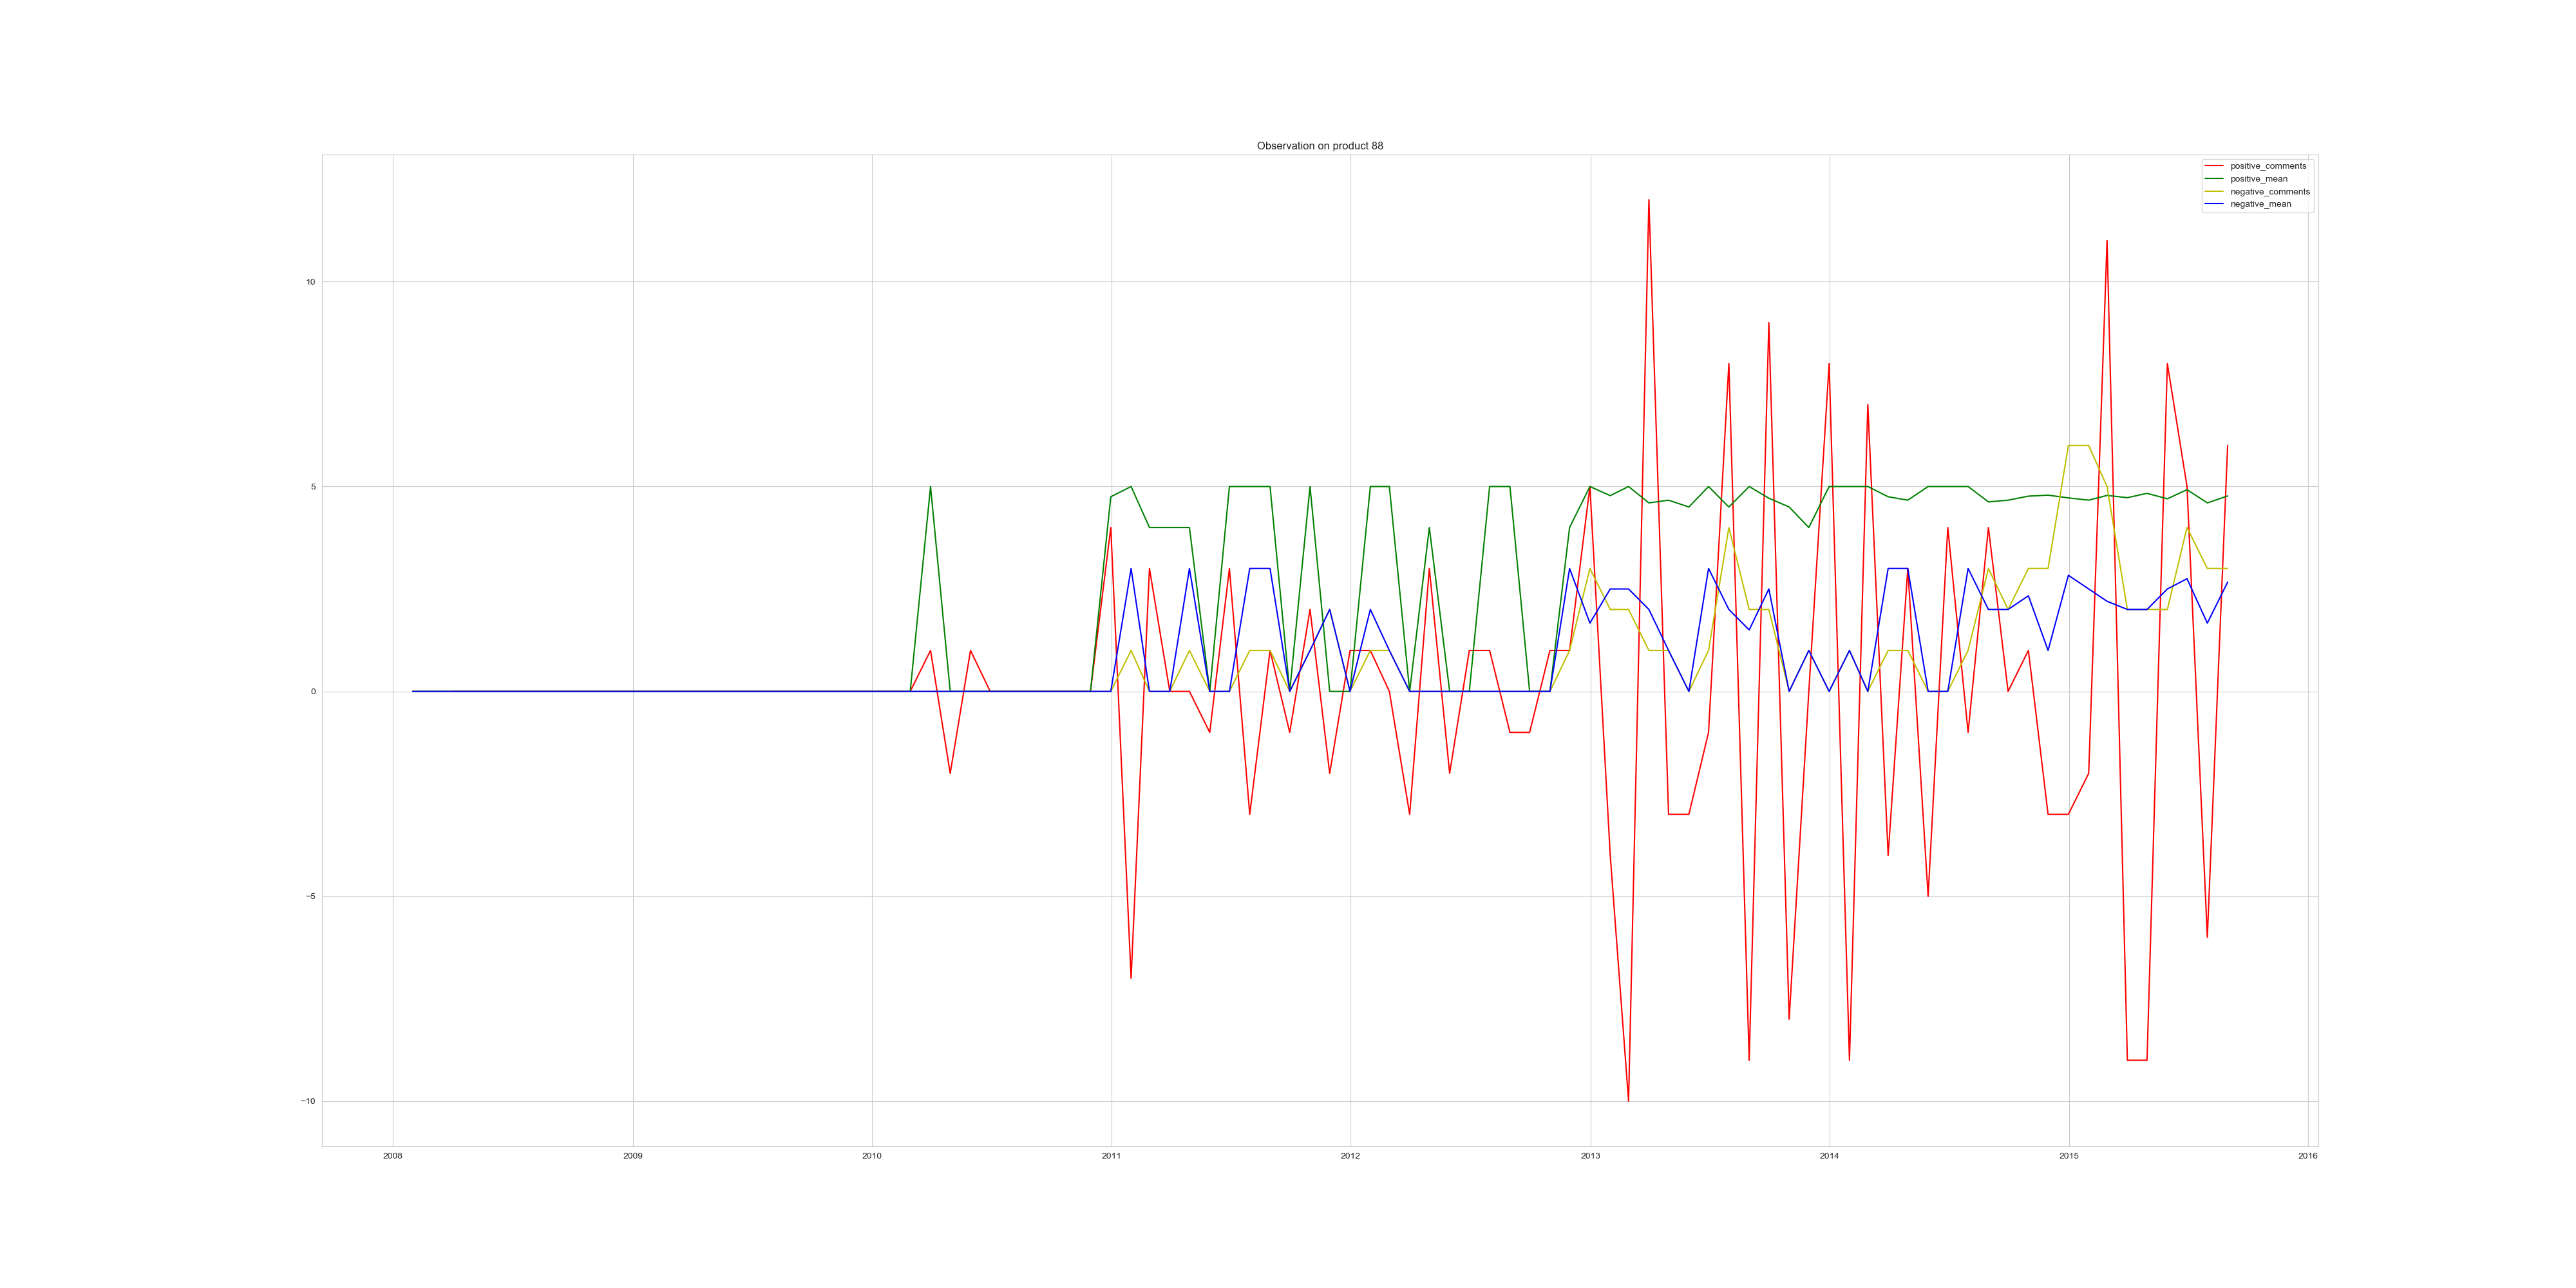 Observation on product 88
positive_comments
positive_mean
negative_comments
negative_mean
10
5
0
−5
−10
2008 2009 2010 2011 2012 2013 2014 2015 2016